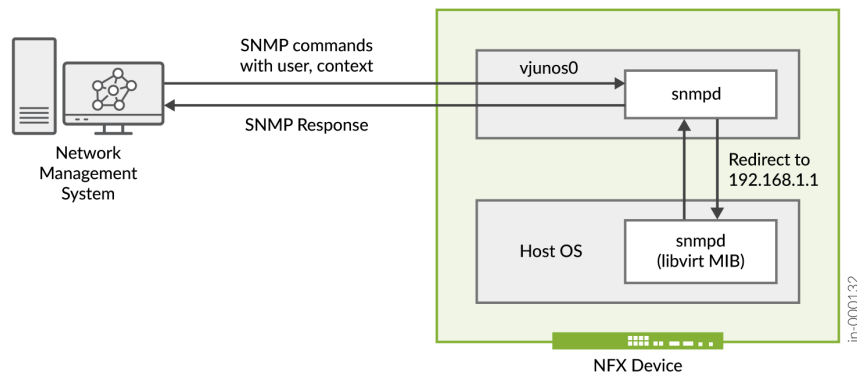 SNMP commands
with user, context
SNMP Response
Network
Management
System
vjunos0
snmpd
Redirect to
192.168.1.1
Host OS
snmpd
(libvirt MIB)
NFX Device
jn-000132